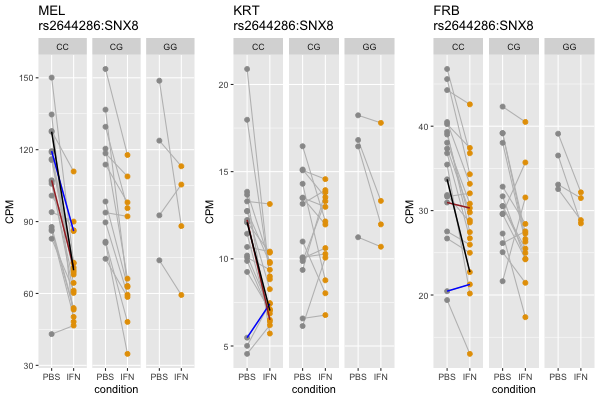 MEL
rs2644286:SNX8
CC CG GG
CPM
150
120
90
60
30
PBS IFN PBS IFN PBS IFN
condition
KRT
rs2644286:SNX8
CC CG GG
CPM
20
15
10
5
PBS IFN PBS IFN PBS IFN
condition
FRB
rs2644286:SNX8
CC CG GG
CPM
40
30
20
PBS IFN PBS IFN PBS IFN
condition